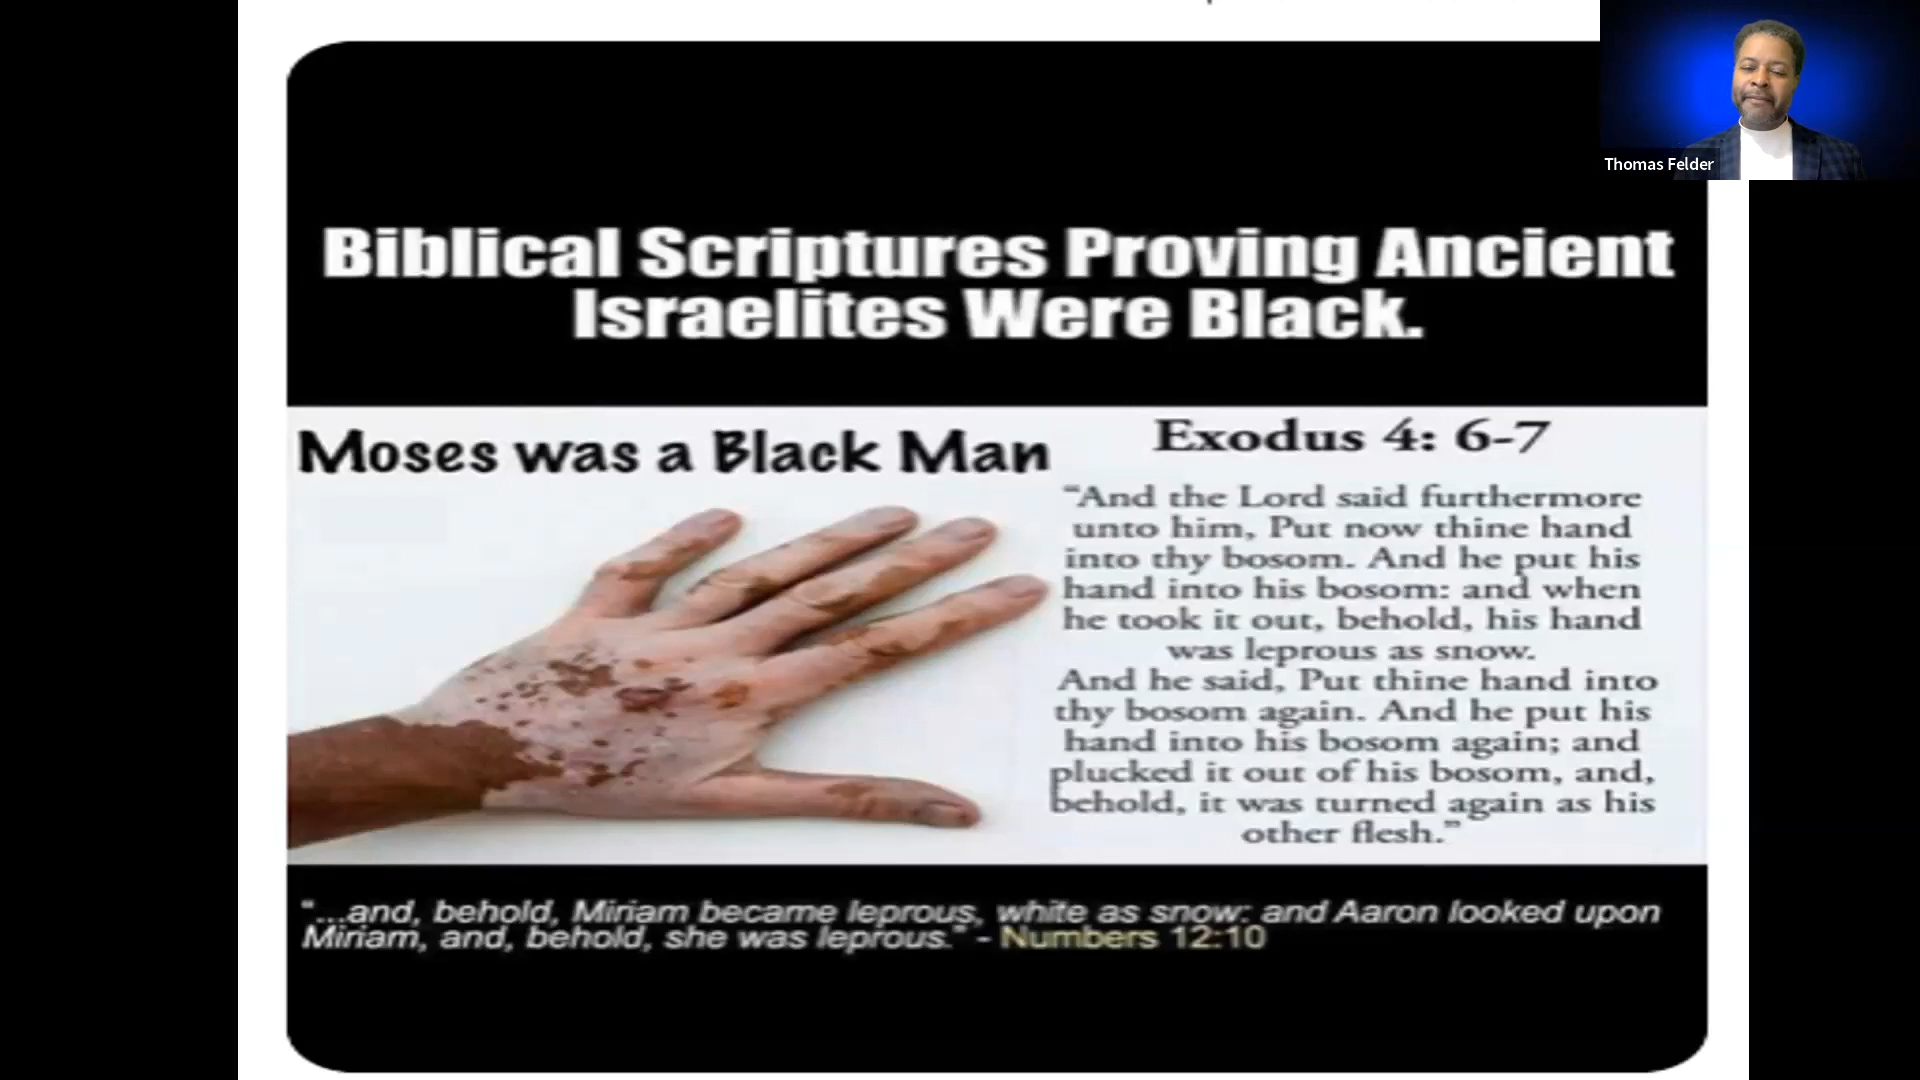 Thomas Felder
Biblical Scriptures Proving Ancient
Israelites Were Black.
Moses was a Black Man
Exodus 4: 6-7
“And the Lord said furthermore
unto him, Put now thine hand
into thy bosom. And he put his
hand into his bosom: and when
he took it out, behold, his hand
was leprous as snow.
And he said, Put thine hand into
thy bosom again. And he put his
hand into his bosom again; and
plucked it out of his bosom, and,
behold, it was turned again as his
other flesh.”
"...and, behold, Miriam became leprous, white as snow: and Aaron looked upon
Miriam, and, behold, she was leprous." - Numbers 12:10